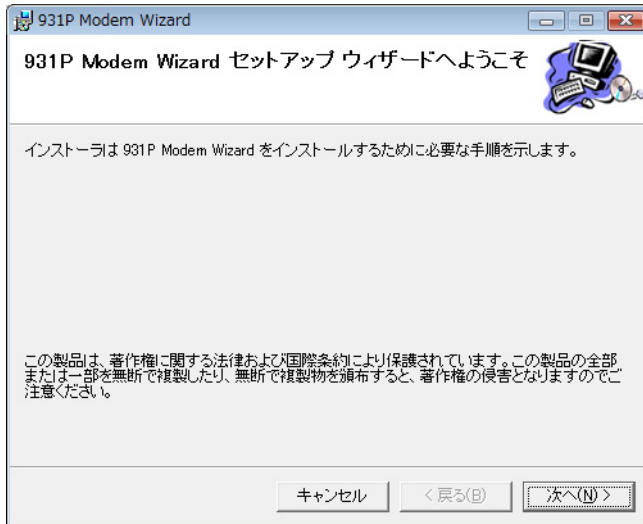 931P Modem Wizard
931P Modem Wizard セットアップ ウィザードへようこそ
インストーラは 931P Modem Wizard をインストールするために必要な手順を示します。
この製品は、著作権に関する法律および国際条約により保護されています。この製品の全部
または一部を無断で複製したり、無断で複製物を頒布すると、著作権の侵害となりますのでご
注意ください。
キャンセル
< 戻る(B)
次へ(N) >